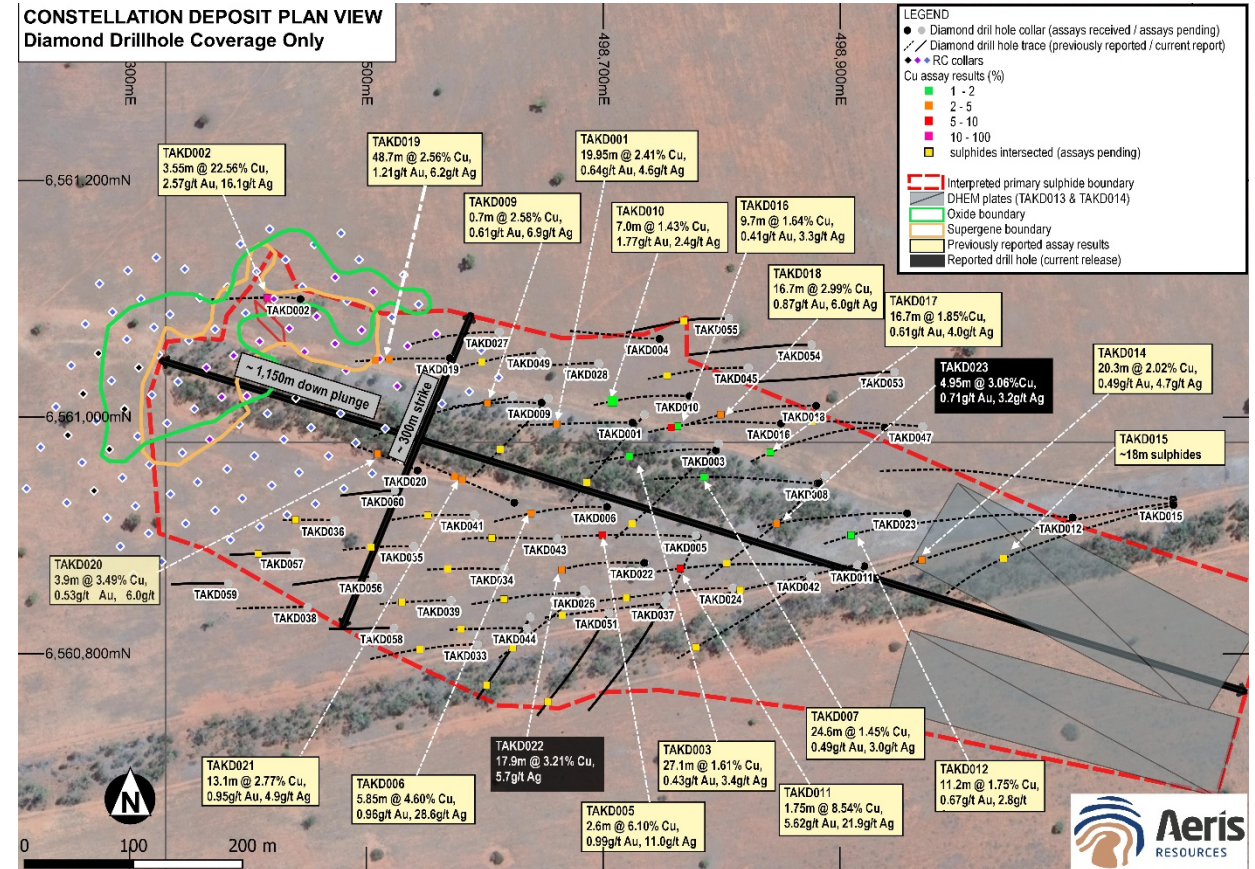 CONSTELLATION DEPOSIT PLAN VIEW
Diamond Drillhole Coverage Only
300mE
500mE
498,700mE
498,900mE
LEGEND
Diamond dril hole collar (assays received / assays pending)
Diamond drill hole trace (previously reported / current report)
RC collars
Cu assay results (%)
1 - 2
2 - 5
5 - 10
10 - 100
sulphides intersected (assays pending)
Interpreted primary sulphide boundary
DHEM plates (TAKD013 & TAKD014)
Oxide boundary
Supergene boundary
Previously reported assay results
Reported drill hole (current release)
6,561,200mN
6,561,000mN
6,560,800mN
TAKD002
3.55m @ 22.56% Cu,
2.57g/t Au, 16.1g/t Ag
TAKD019
48.7m @ 2.56% Cu,
1.21g/t Au, 6.2g/t Ag
TAKD001
19.95m @ 2.41% Cu,
0.64g/t Au, 4.6g/t Ag
TAKD009
0.7m @ 2.58% Cu,
0.61g/t Au, 6.9g/t Ag
TAKD010
7.0m @ 1.43% Cu,
1.77g/t Au, 2.4g/t Ag
TAKD016
9.7m @ 1.64% Cu,
0.41g/t Au, 3.3g/t Ag
TAKD018
16.7m @ 2.99% Cu,
0.87g/t Au, 6.0g/t Ag
TAKD017
16.7m @ 1.85%Cu,
0.51g/t Au, 4.0g/t Ag
TAKD023
4.95m @ 3.06%Cu,
0.71g/t Au, 3.2g/t Ag
TAKD014
20.3m @ 2.02% Cu,
0.49g/t Au, 4.7g/t Ag
TAKD015
~18m sulphides
TAKD002
TAKD027
TAKD004
TAKD055
TAKD054
TAKD019
TAKD049
TAKD028
TAKD045
TAKD053
~ 1,150m down plunge
~ 300m strike
TAKD009
TAKD010
TAKD018
TAKD001
TAKD016
TAKD047
TAKD003
TAKD020
TAKD060
TAKD008
TAKD006
TAKD023
TAKD012
TAKD015
TAKD036
TAKD041
TAKD043
TAKD005
TAKD035
TAKD057
TAKD034
TAKD022
TAKD011
TAKD059
TAKD056
TAKD042
TAKD038
TAKD039
TAKD026
TAKD024
TAKD037
TAKD051
TAKD058
TAKD044
TAKD033
TAKD020
3.9m @ 3.49% Cu,
0.53g/t Au, 6.0g/t
TAKD021
13.1m @ 2.77% Cu,
0.95g/t Au, 4.9g/t Ag
TAKD006
5.85m @ 4.60% Cu,
0.96g/t Au, 28.6g/t Ag
TAKD022
17.9m @ 3.21% Cu,
5.7g/t Ag
TAKD005
2.6m @ 6.10% Cu,
0.99g/t Au, 11.0g/t Ag
TAKD003
27.1m @ 1.61% Cu,
0.43g/t Au, 3.4g/t Ag
TAKD011
1.75m @ 8.54% Cu,
5.62g/t Au, 21.9g/t Ag
TAKD007
24.6m @ 1.45% Cu,
0.49g/t Au, 3.0g/t Ag
TAKD012
11.2m @ 1.75% Cu,
0.67g/t Au, 2.8g/t
N
0 100 200 m
Aeris
RESOURCES